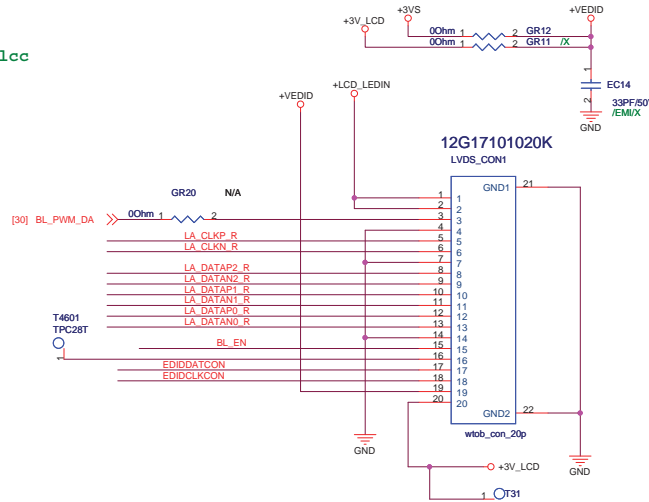 +3VS
+VEDID
+3V_LCD
0Ohm 1 2 GR12
0Ohm 1 2 GR11 /X
lcc
1
EC14
2
33PF/50
/EMI/X
GND
+LCD_LEDIN
+VEDID
12G17101020K
LVDS_CON1
GND1 21
GR20 N/A
[30] BL_PWM_DA 0Ohm 1 2
1 1
2 2
3 3
4 4
LA_CLKP_R 5 5
LA_CLKN_R 6 6
7 7
LA_DATAP2_R 8 8
LA_DATAN2_R 9 9
LA_DATAP1_R 10 10
LA_DATAN1_R 11 11
LA_DATAP0_R 12 12
LA_DATAN0_R 13 13
T4601
TPC28T
14 14
BL_EN 15 15
1 16 16
EDIDDATCON 17 17
EDIDCLKCON 18 18
19 19
20 20
GND2 22
wtob_con_20p
GND
GND
+3V_LCD
1 T31